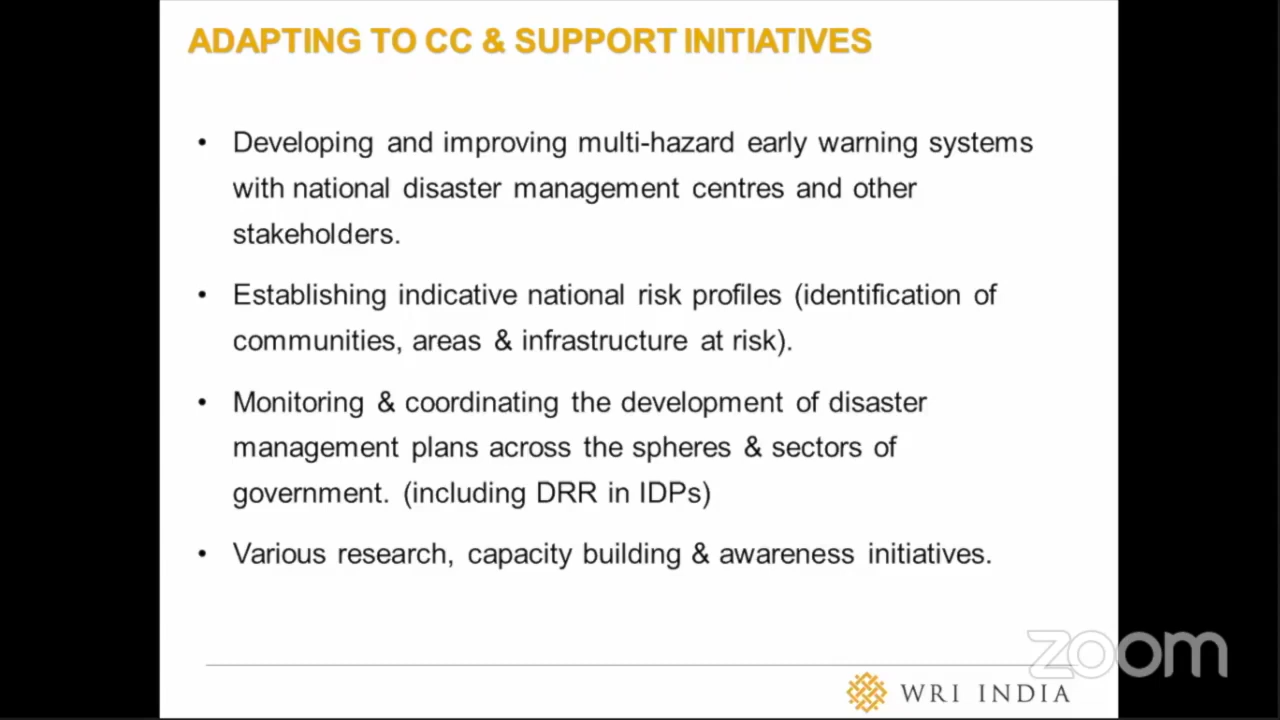 ADAPTING TO CC & SUPPORT INITIATIVES
• Developing and improving multi-hazard early warning systems
with national disaster management centres and other
stakeholders.
• Establishing indicative national risk profiles (identification of
communities, areas & infrastructure at risk).
• Monitoring & coordinating the development of disaster
management plans across the spheres & sectors of
government. (including DRR in IDPs)
• Various research, capacity building & awareness initiatives.
zoom
WRI INDIA